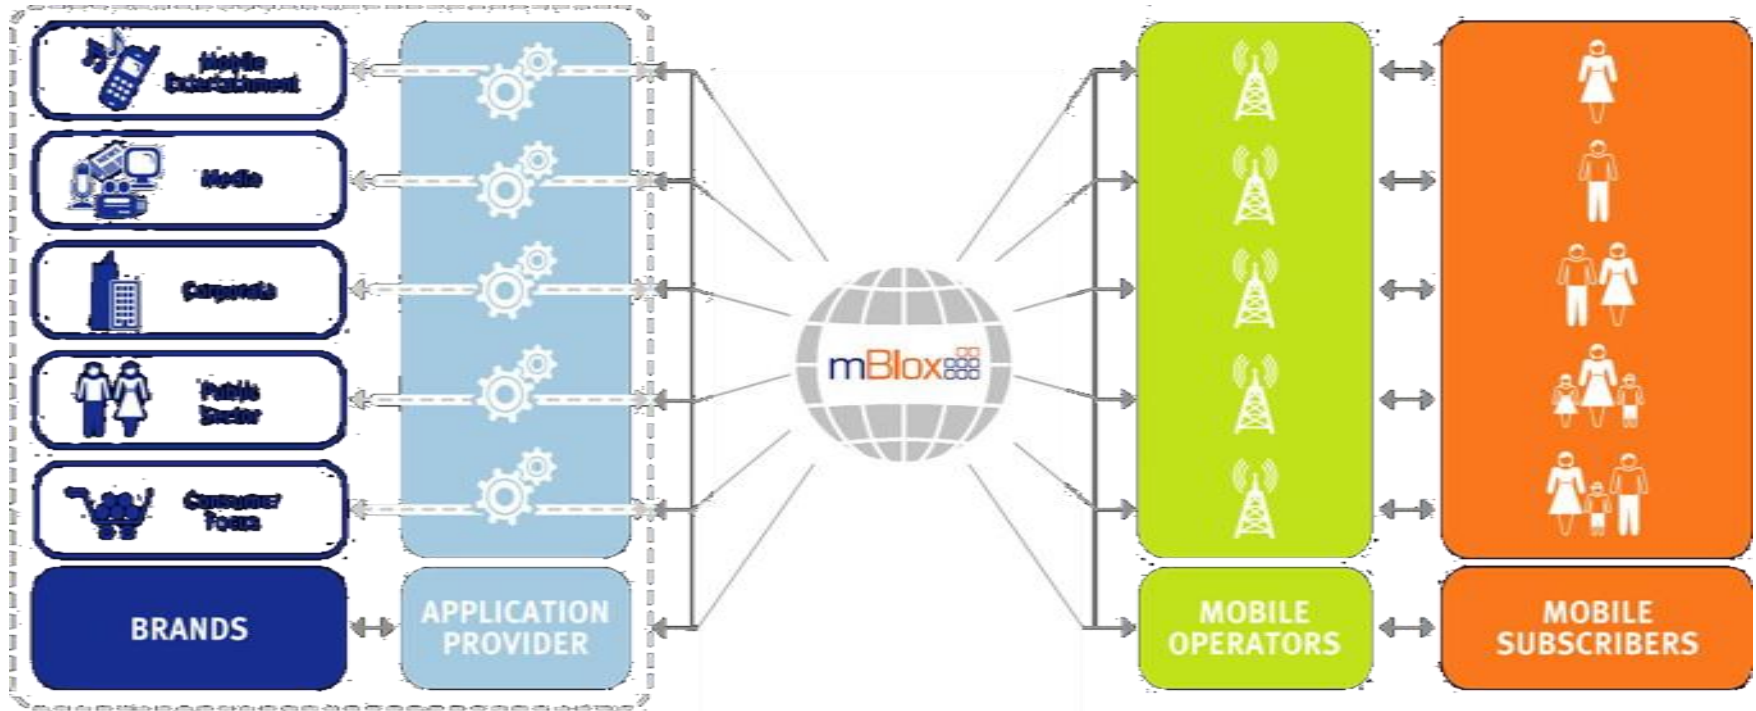 Mobile
Entertainment
Media
Corporate
Public
Sector
Consumer
Focus
BRANDS
APPLICATION
PROVIDER
mBlox
MOBILE
OPERATORS
MOBILE
SUBSCRIBERS